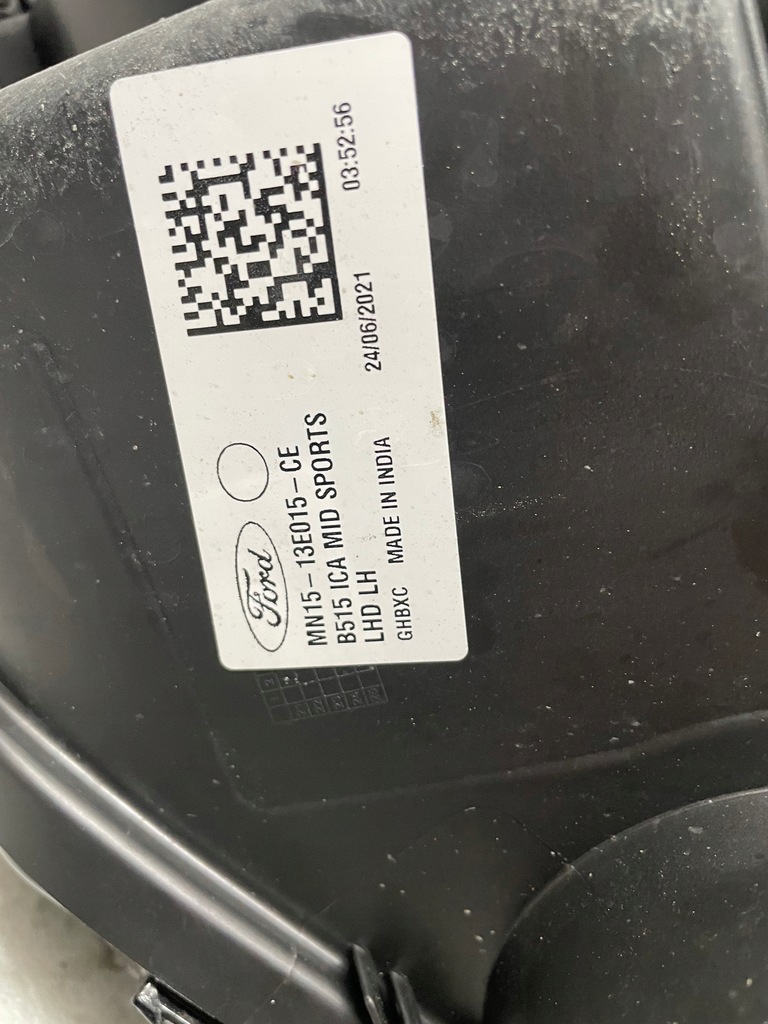 Ford
MN15-13E015-CE
B515 ICA MID SPORTS
LHD LH
GHBXC MADE IN INDIA
24/06/2021 03:52:56